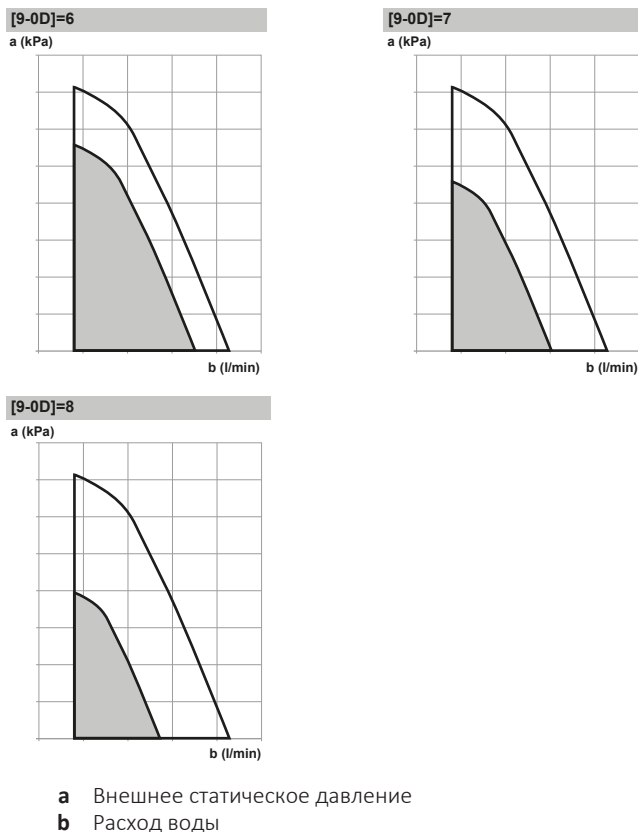 [9-0D]=6
a (kPa)
b (l/min)
[9-0D]=7
a (kPa)
b (l/min)
[9-0D]=8
a (kPa)
b (l/min)
a Внешнее статическое давление
b Расход воды